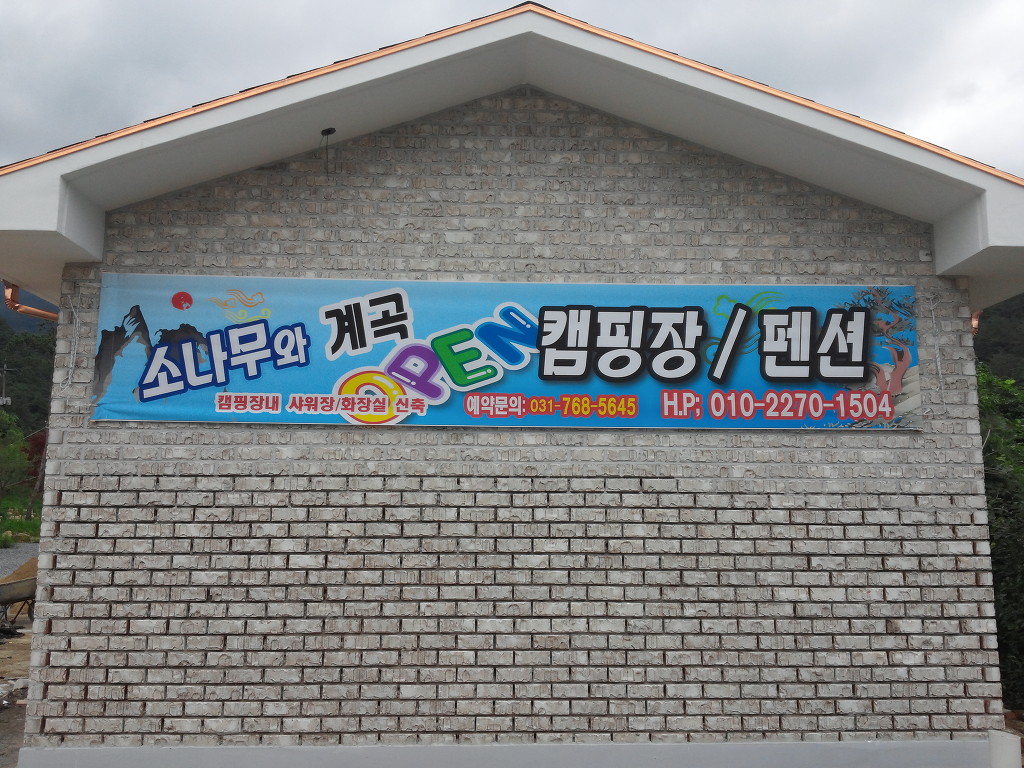 소나무와 계곡 OPEN 캠핑장/펜션
캠핑장내 샤워장/화장실 신축 예약문의: 031-768-5645 H.P; 010-2270-1504